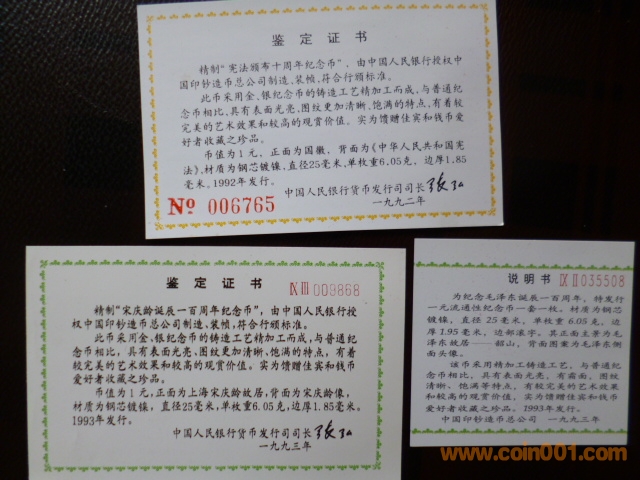 鉴定证书
精制“宪法颁布十周年纪念币”，由中国人民银行授权中
国印钞造币总公司制造、装帧，符合行颁标准。
此币采用金、银纪念币的铸造工艺精加工而成，与普通纪
念币相比，具有表面光亮，图纹更加清晰、饱满的特点，有着较
完美的艺术效果和较高的观赏价值。实为馈赠佳宾和钱币爱
好者收藏之珍品。
币值为1元，正面为国徽，背面为《中华人民共和国宪
法》，材质为钢芯镀镍，直径25毫米，单枚重6.05克，边厚1.85
毫米。1992年发行。
中国人民银行货币发行司司长
一九九二年
№ 006765
鉴定证书
Ⅸ Ⅲ 009868
精制“宋庆龄诞辰一百周年纪念币”，由中国人民银行授
权中国印钞造币总公司制造、装帧，符合行颁标准。
此币采用金、银纪念币的铸造工艺精加工而成，与普通纪念币
相比，具有表面光亮，图纹更加清晰、饱满的特点，有着
较完美的艺术效果和较高的观赏价值。实为馈赠佳宾和钱币
爱好者收藏之珍品。
币值为1元，正面为上海宋庆龄故居，背面为宋庆龄像，
材质为钢芯镀镍，直径25毫米，单枚重6.05克，边厚1.85毫米。
1993年发行。
中国人民银行货币发行司司长
一九九三年
说明书 Ⅸ Ⅱ 035508
为纪念毛泽东诞辰一百周年，特发行
一元流通性纪念币一套一枚。材质为钢芯
镀镍，直径25毫米，单枚重6.05克，边
厚1.95毫米，边部滚字。其正面主景为毛
泽东故居——韶山，背面图案为毛泽东侧
面头像。
该币采用精加工铸造工艺，与普通纪
念币相比，具有表面光亮，有雾面，图纹
清晰、饱满等特点，有较完美的艺术效果
和较高的观赏价值。实为馈赠佳宾和钱币
爱好者收藏之珍品。1993年发行。
中国印钞造币总公司 一九九三年
www.coin001.com